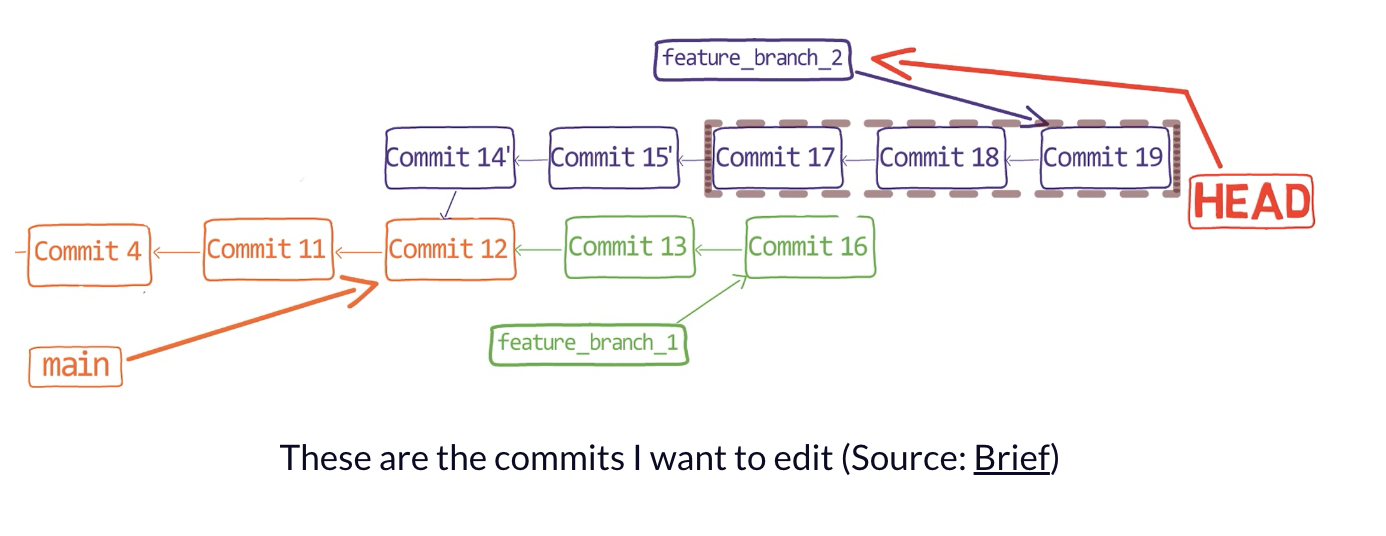 feature_branch_2
Commit 14' Commit 15' Commit 17 Commit 18 Commit 19
HEAD
Commit 4 Commit 11 Commit 12 Commit 13 Commit 16
feature_branch_1
main
These are the commits I want to edit (Source: Brief)